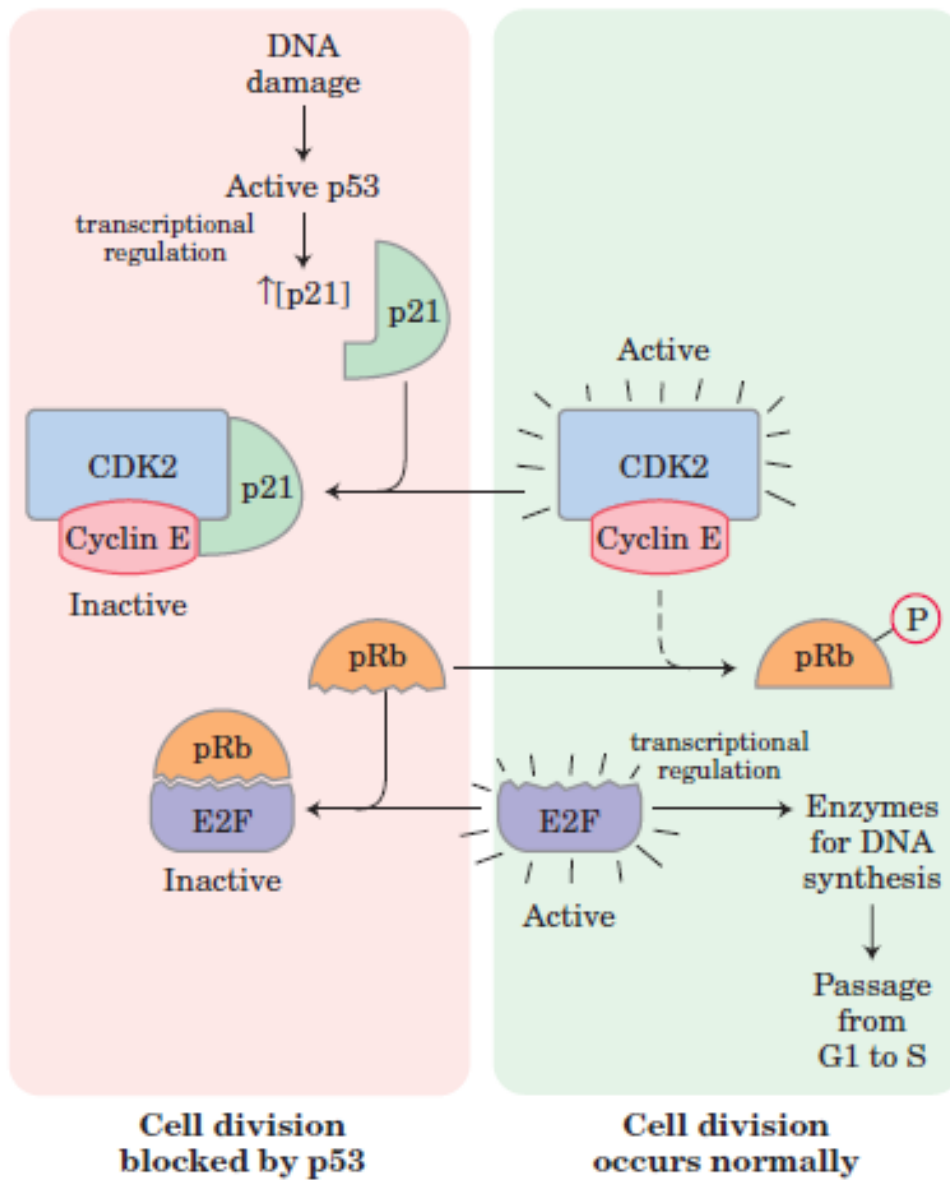 DNA
damage
Active p53
transcriptional
regulation
↑[p21]
p21
Active
CDK2
p21
Cyclin E
Inactive
CDK2
Cyclin E
pRb
P
pRb
pRb
E2F
Inactive
E2F
Active
transcriptional
regulation
Enzymes
for DNA
synthesis
Passage
from
G1 to S
Cell division
blocked by p53
Cell division
occurs normally